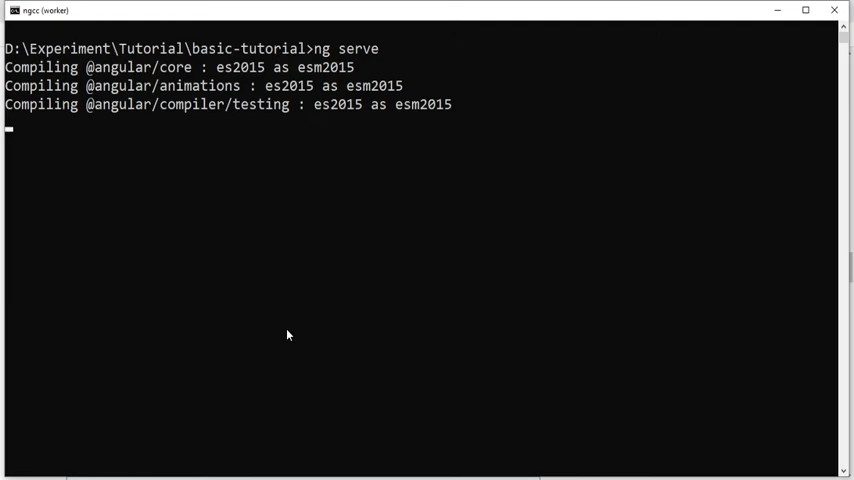 ngcc (worker)
D:\Experiment\Tutorial\basic-tutorial>ng serve
Compiling @angular/core : es2015 as esm2015
Compiling @angular/animations : es2015 as esm2015
Compiling @angular/compiler/testing : es2015 as esm2015